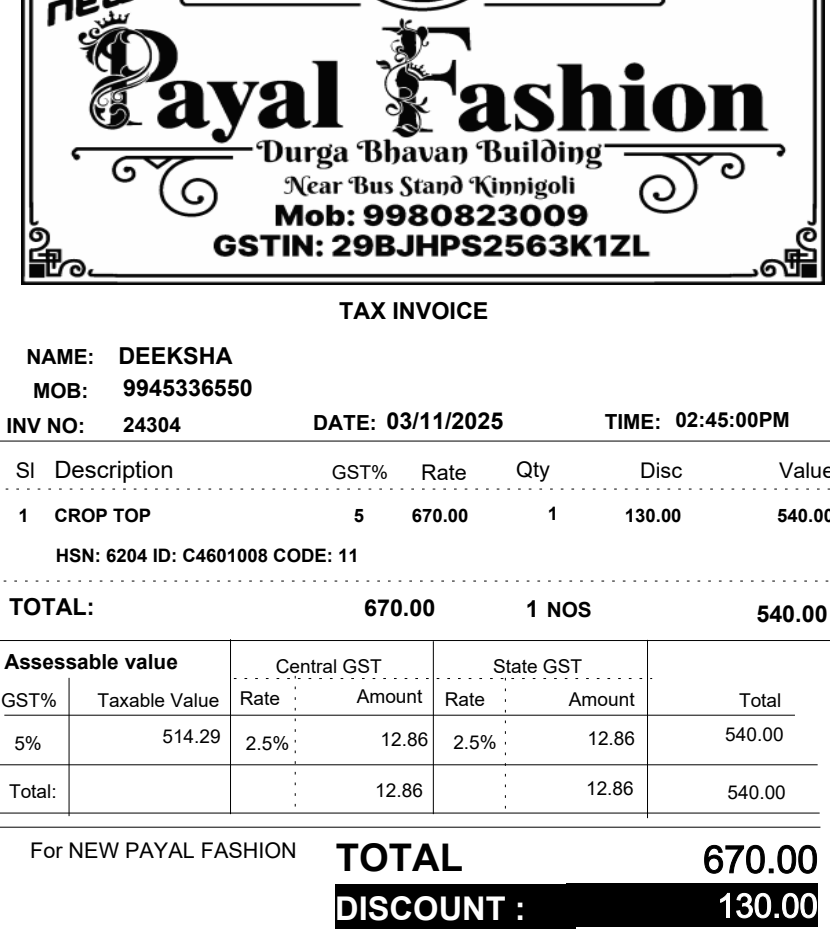 new
Payal Fashion
Durga Bhavan Building
Near Bus Stand Kinnigoli
Mob: 9980823009
GSTIN: 29BJHPS2563K1ZL
TAX INVOICE
NAME: DEEKSHA
MOB: 9945336550
INV NO: 24304 DATE: 03/11/2025 TIME: 02:45:00PM
Sl Description GST% Rate Qty Disc Value
1 CROP TOP 5 670.00 1 130.00 540.00
HSN: 6204 ID: C4601008 CODE: 11
TOTAL: 670.00 1 NOS 540.00
Assessable value Central GST State GST
GST% Taxable Value Rate Amount Rate Amount Total
5% 514.29 2.5% 12.86 2.5% 12.86 540.00
Total: 12.86 12.86 540.00
For NEW PAYAL FASHION TOTAL 670.00
DISCOUNT : 130.00